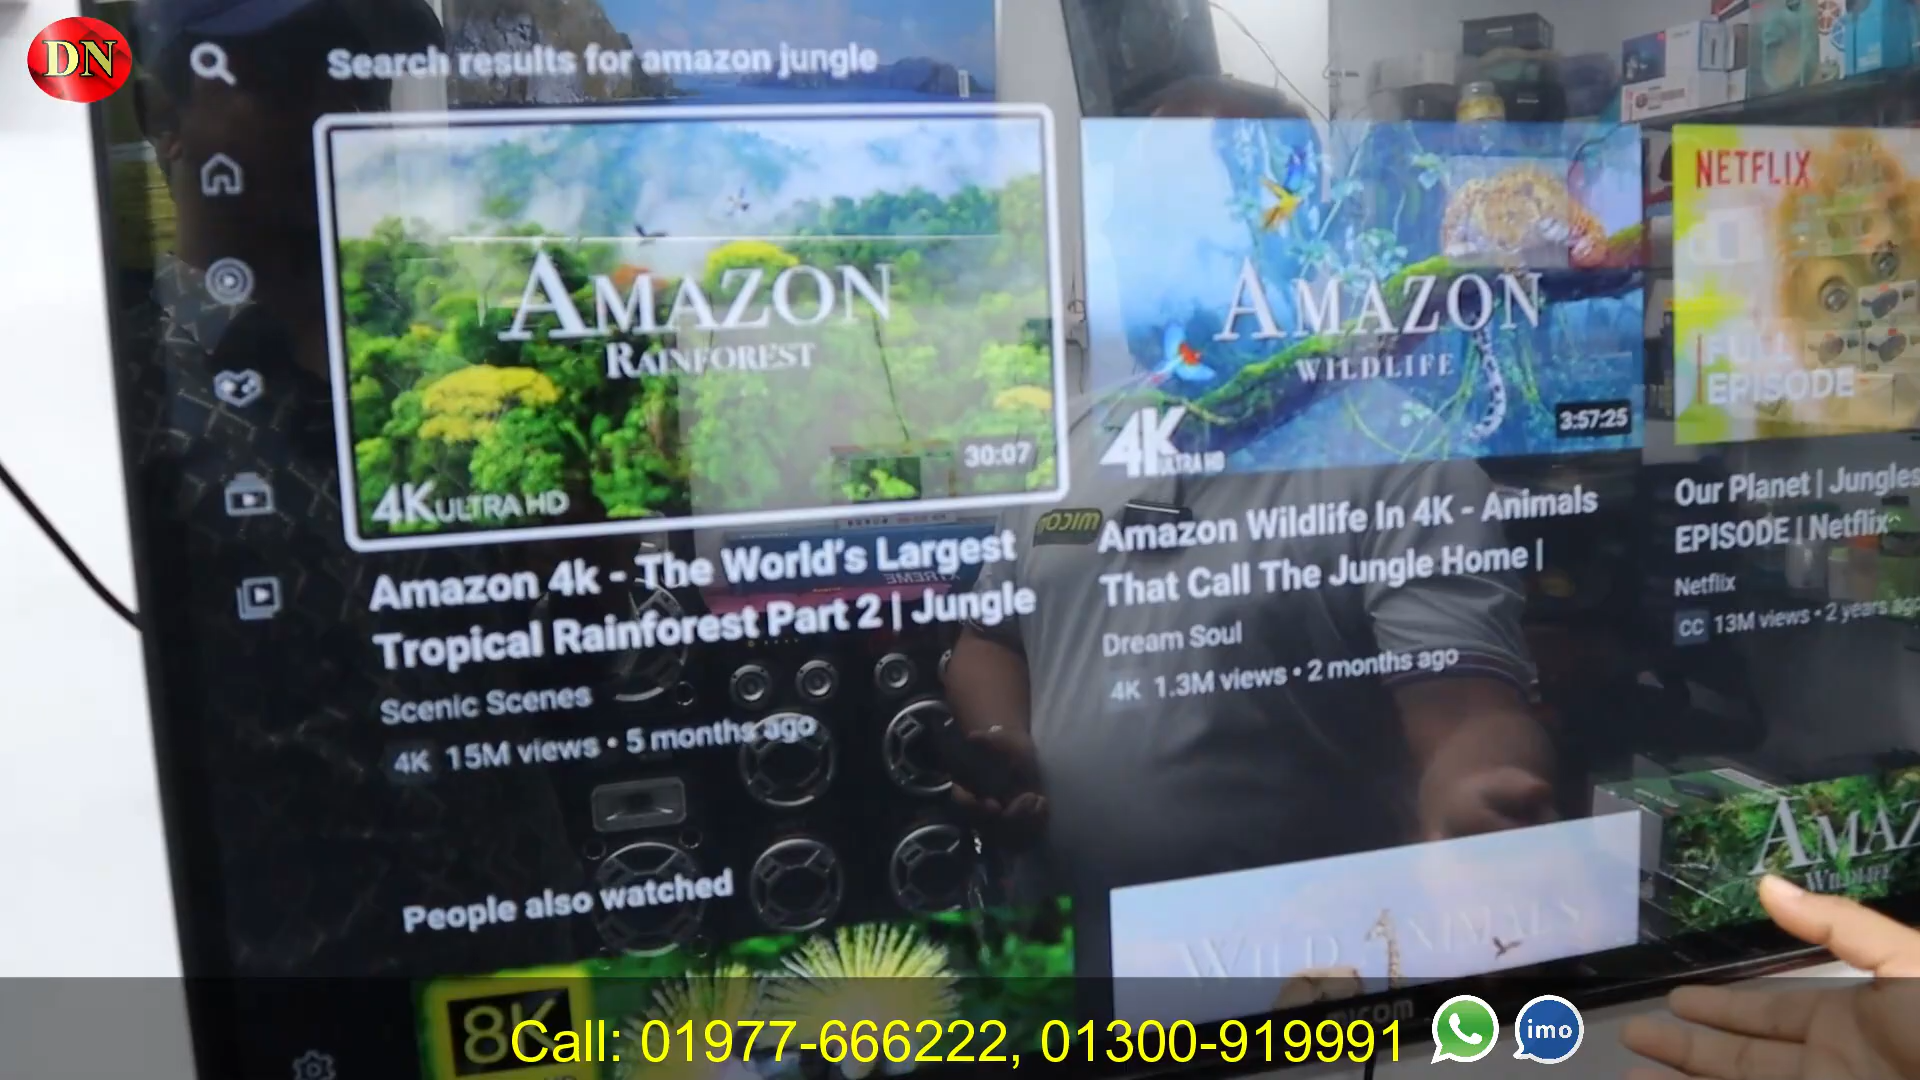 DN
Search results for amazon jungle
AMAZON
RAINFOREST
30:07
4K ULTRA HD
Amazon 4k - The World's Largest
Tropical Rainforest Part 2 | Jungle
Scenic Scenes
4K 15M views • 5 months ago
AMAZON
WILDLIFE
3:57:25
4K
ULTRA HD
Amazon Wildlife In 4K - Animals
That Call The Jungle Home |
Dream Soul
4K 1.3M views • 2 months ago
NETFLIX
FULL
EPISODE
Our Planet | Jungles
EPISODE | Netflix
Netflix
CC 13M views • 2 years ago
People also watched
8K
WILD ANIMALS
AMAZ
WILDLIFE
Call: 01977-666222, 01300-919991
imo